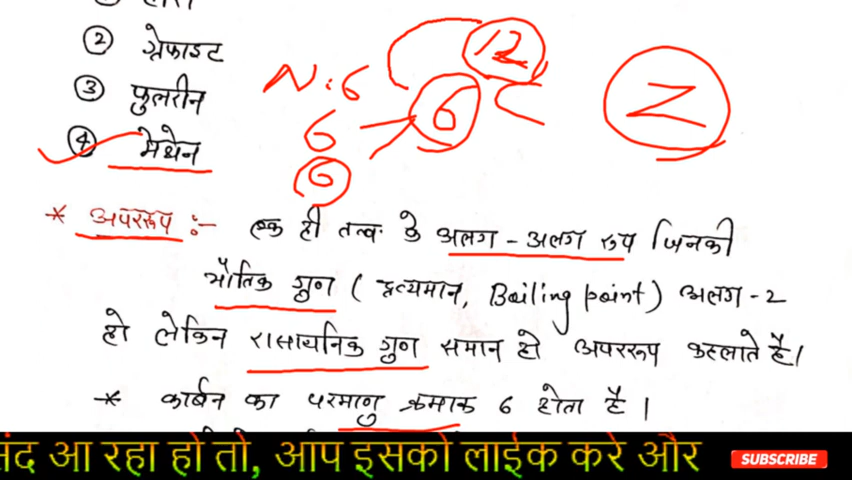 ② ग्रेफाइट
③ फुलरीन
④ मेथेन
N:6
12
6 C
6
6
Z
* अपररूप :- एक ही तत्व के अलग - अलग रूप जिनकी
भौतिक गुण ( द्रव्यमान, Boiling point) अलग -2
हो लेकिन रासायनिक गुण समान हो अपररूप कहलाते है।
* कार्बन का परमाणु क्रमाक 6 होता है।
संद आ रहा हो तो, आप इसको लाईक करे और
SUBSCRIBE